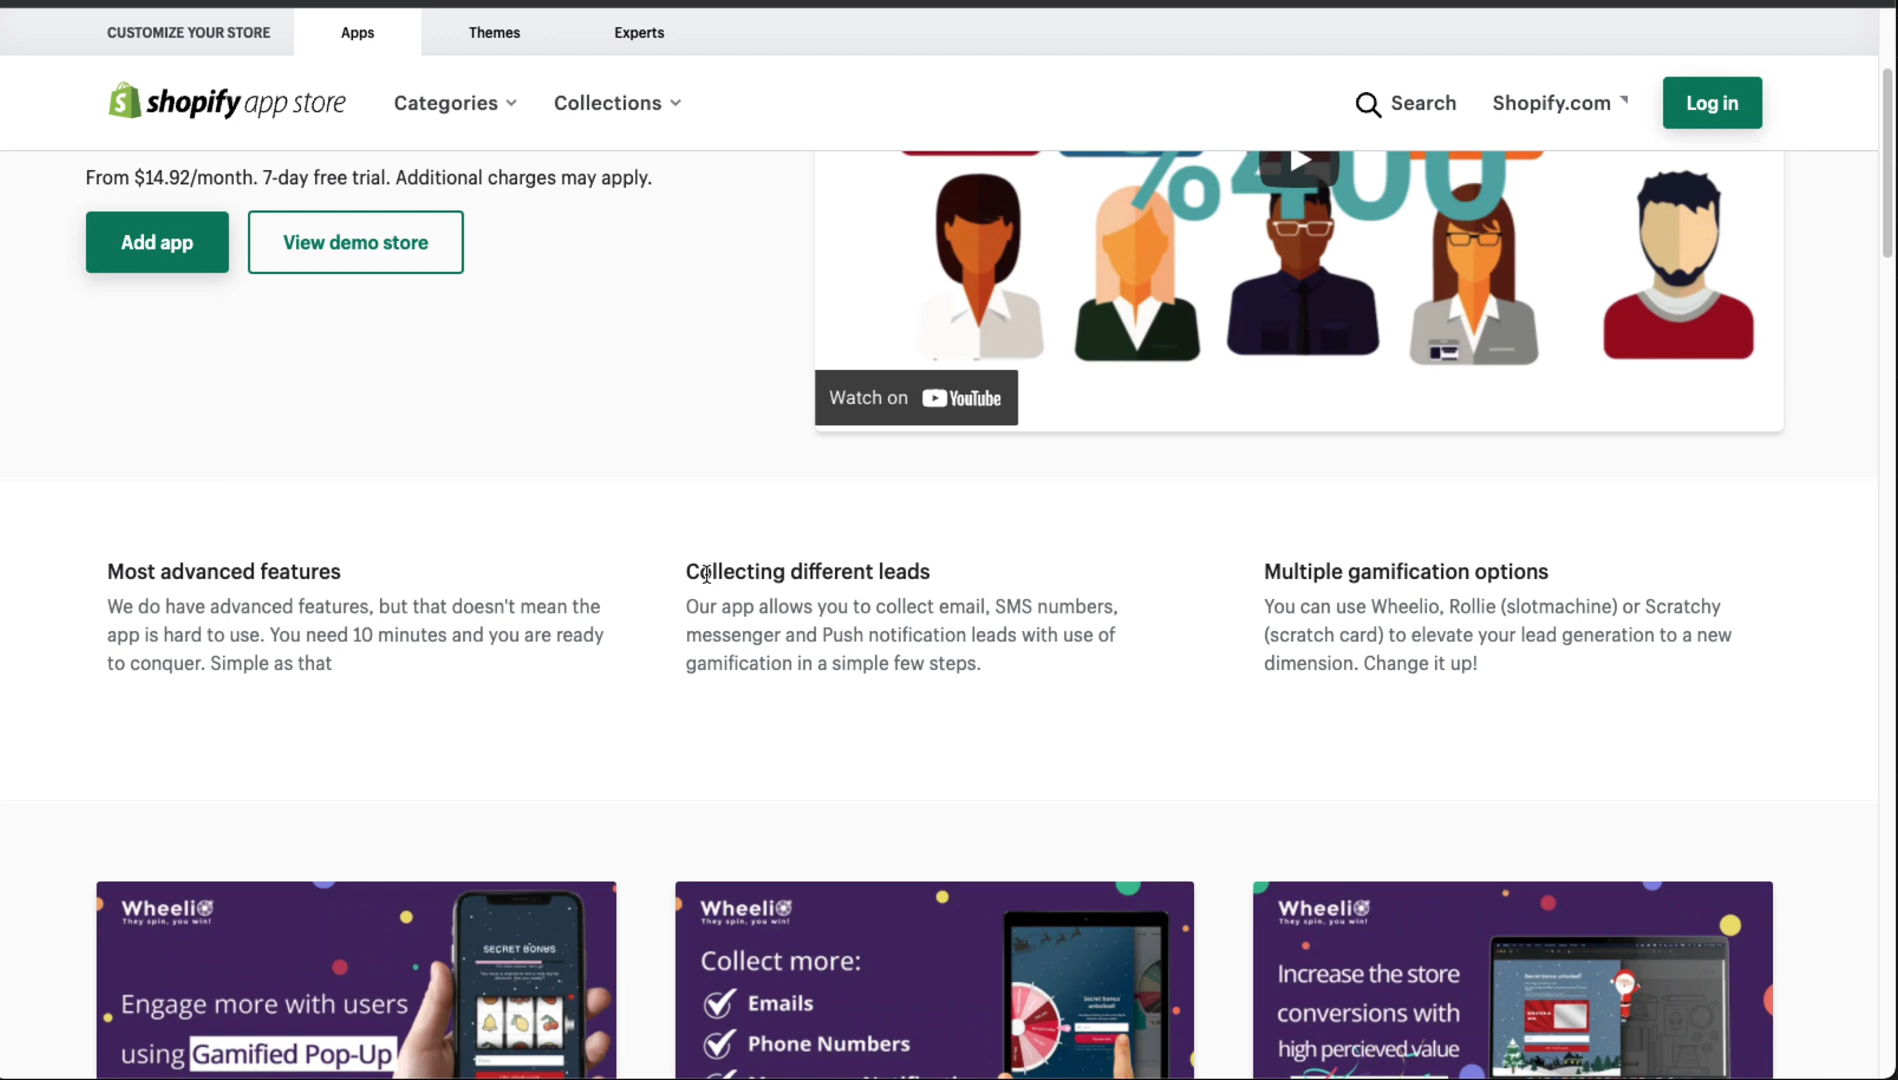 CUSTOMIZE YOUR STORE Apps Themes Experts
shopify app store Categories Collections Search Shopify.com Log in
From $14.92/month. 7-day free trial. Additional charges may apply.
Add app View demo store
%400
Watch on YouTube
Most advanced features
We do have advanced features, but that doesn't mean the
app is hard to use. You need 10 minutes and you are ready
to conquer. Simple as that
Collecting different leads
Our app allows you to collect email, SMS numbers,
messenger and Push notification leads with use of
gamification in a simple few steps.
Multiple gamification options
You can use Wheelio, Rollie (slotmachine) or Scratchy
(scratch card) to elevate your lead generation to a new
dimension. Change it up!
Wheelio
They spin, you win!
Engage more with users
using Gamified Pop-Up
SECRET BONUS
Wheelio
They spin, you win!
Collect more:
Emails
Phone Numbers
Secret bonus
unlocked!
Wheelio
They spin, you win!
Increase the store
conversions with
high percieved value